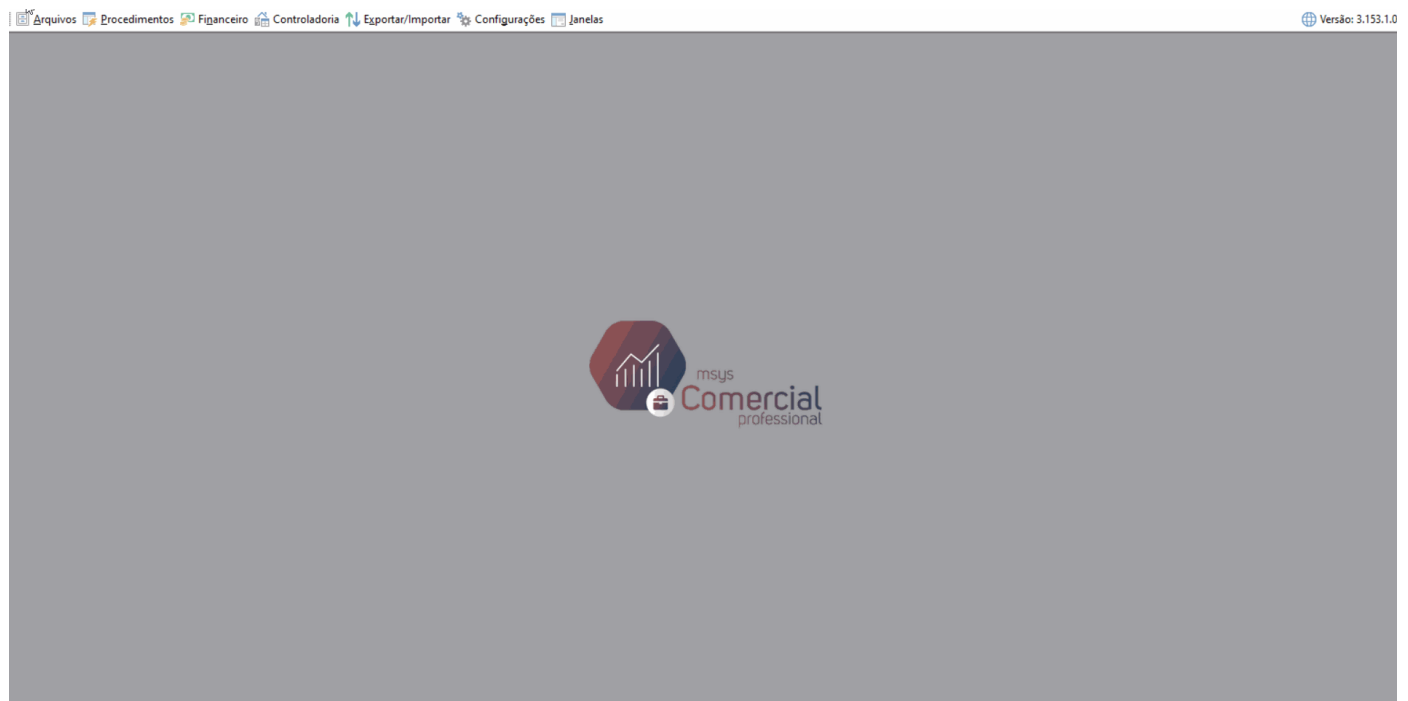 Arquivos Procedimentos Financeiro Controladoria Exportar/Importar Configurações Janelas Versão: 3.153.1.0
msys
Comercial
professional